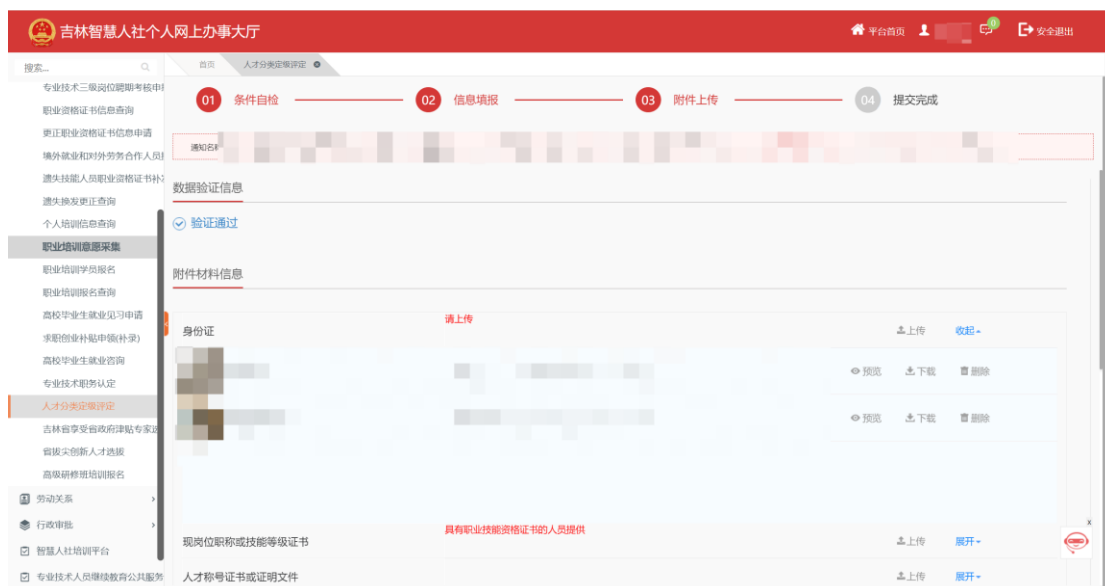 吉林智慧人社个人网上办事大厅
平台首页
0
安全退出
搜索...
首页
人才分类定级评定
专业技术三级岗位聘期考核申
职业资格证书信息查询
更正职业资格证书信息申请
境外就业和对外劳务合作人员
遗失技能人员职业资格证书补
遗失换发更正查询
个人培训信息查询
职业培训意愿采集
职业培训学员报名
职业培训报名查询
高校毕业生就业见习申请
求职创业补贴申领(补录)
高校毕业生就业咨询
专业技术职务认定
人才分类定级评定
吉林省享受省政府津贴专家选
省拔尖创新人才选拔
高级研修班培训报名
劳动关系
行政审批
智慧人社培训平台
专业技术人员继续教育公共服务
01 条件自检
02 信息填报
03 附件上传
04 提交完成
通知名称
数据验证信息
验证通过
附件材料信息
身份证 请上传 上传 收起
预览 下载 删除
预览 下载 删除
现岗位职称或技能等级证书 具有职业技能资格证书的人员提供 上传 展开
人才称号证书或证明文件 上传 展开
x